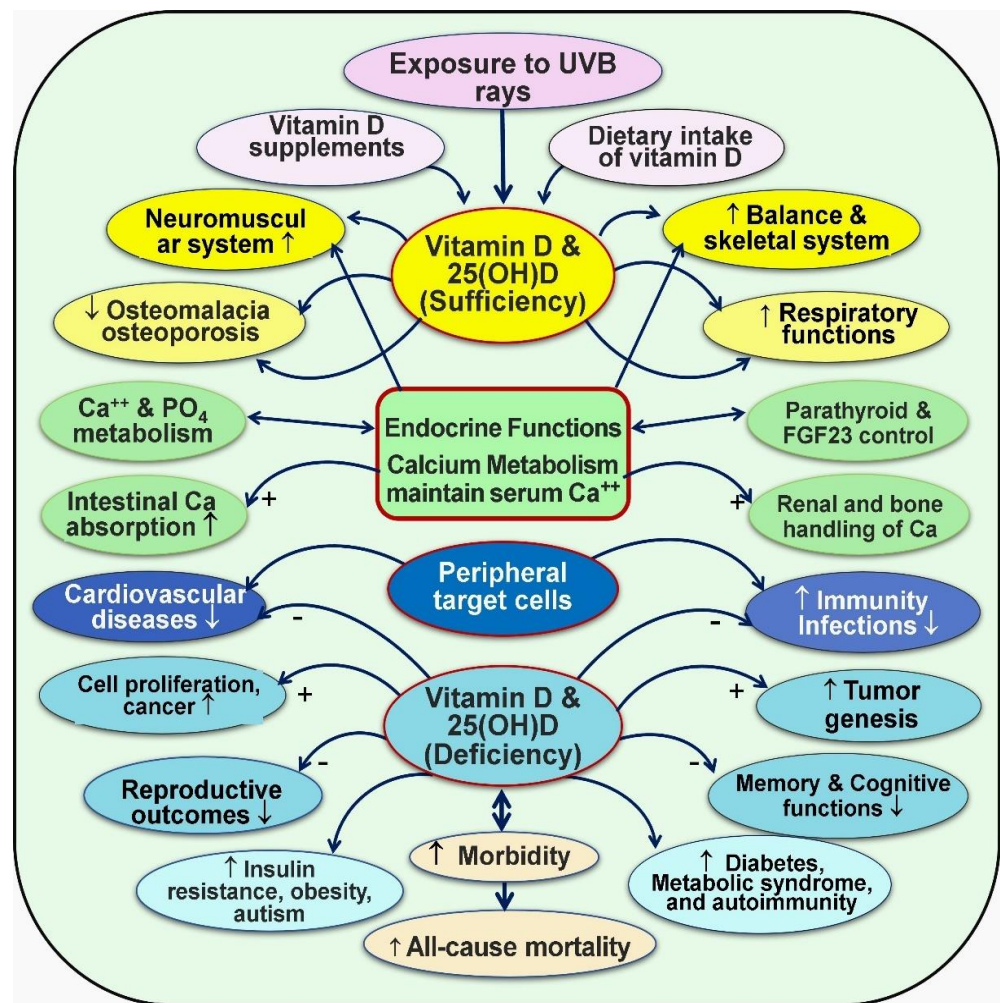 Exposure to UVB
rays
Vitamin D
supplements
Dietary intake
of vitamin D
Neuromuscul
ar system ↑
Vitamin D &
25(OH)D
(Sufficiency)
↑ Balance &
skeletal system
↓ Osteomalacia
osteoporosis
↑ Respiratory
functions
Ca⁺⁺ & PO₄
metabolism
Endocrine Functions
Calcium Metabolism
maintain serum Ca⁺⁺
Parathyroid &
FGF23 control
Intestinal Ca
absorption ↑
+
+
Renal and bone
handling of Ca
Cardiovascular
diseases ↓
Peripheral
target cells
↑ Immunity
Infections ↓
-
-
Cell proliferation,
cancer ↑
+
Vitamin D &
25(OH)D
(Deficiency)
+
↑ Tumor
genesis
Reproductive
outcomes ↓
-
-
Memory & Cognitive
functions ↓
↑ Insulin
resistance, obesity,
autism
↑ Morbidity
↑ Diabetes,
Metabolic syndrome,
and autoimmunity
↑ All-cause mortality